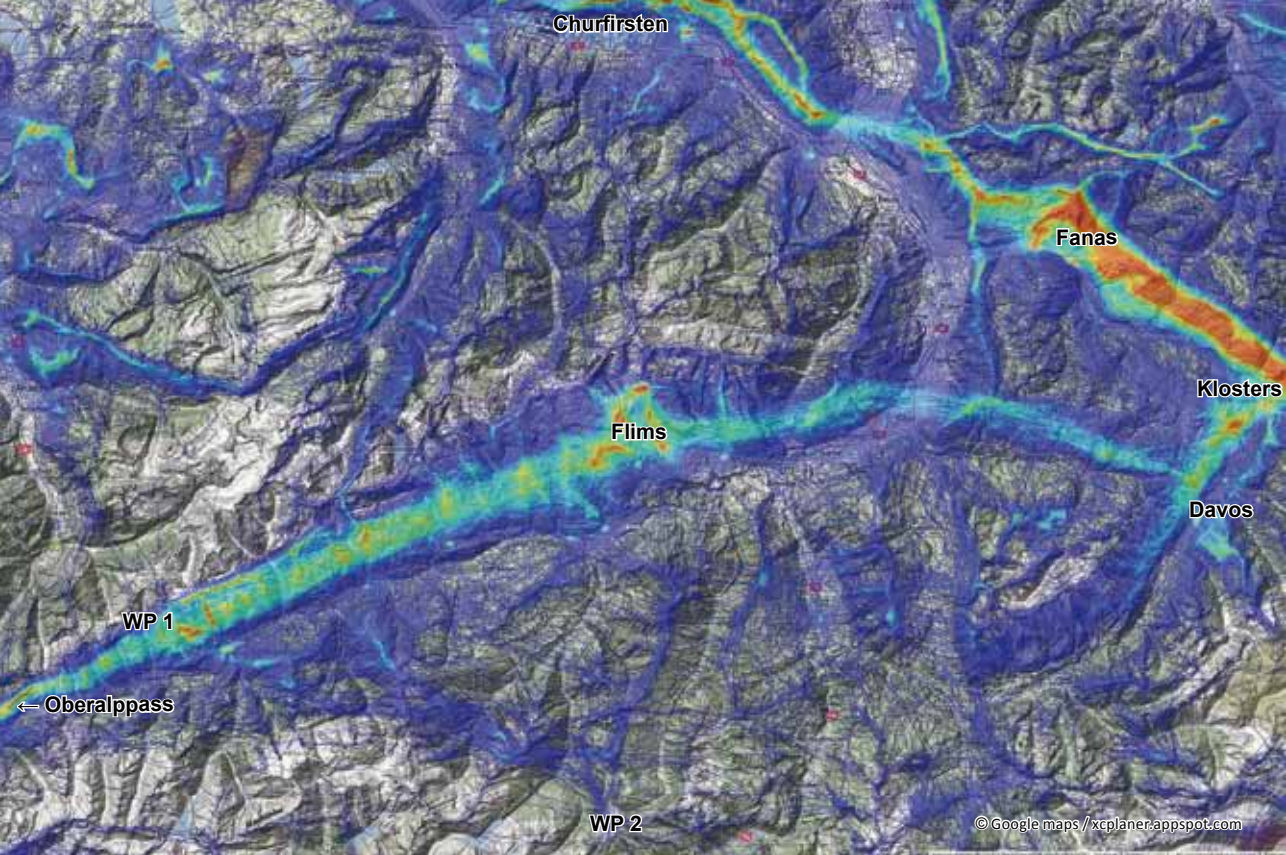 Churfirsten
Fanas
Klosters
Flims
Davos
WP 1
← Oberalppass
WP 2
© Google maps / xcplaner.appspot.com